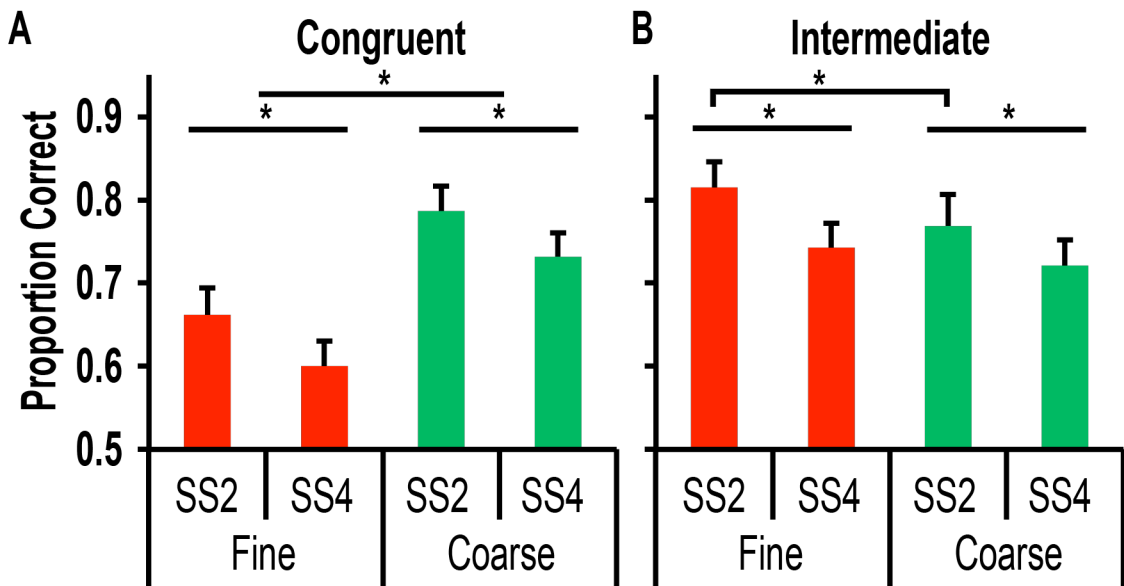 A
Congruent
B
Intermediate
Proportion Correct
0.9
0.8
0.7
0.6
0.5
*
*
*
*
*
*
SS2 SS4 SS2 SS4
Fine Coarse
SS2 SS4 SS2 SS4
Fine Coarse